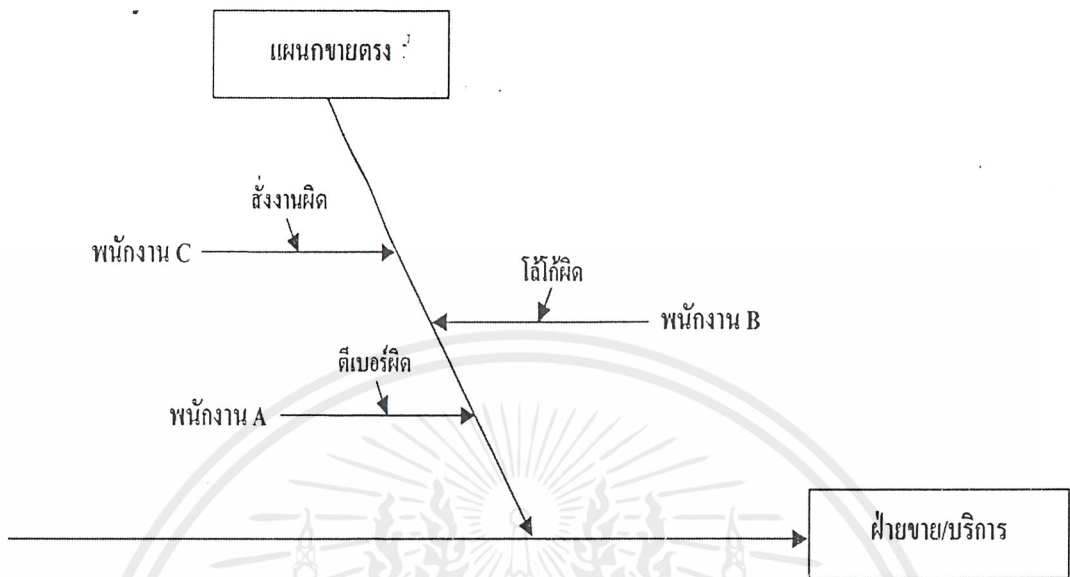 แผนกขายตรง
สั่งงานผิด
พนักงาน C
โล้โก้ผิด
พนักงาน B
ตีเบอร์ผิด
พนักงาน A
ฝ่ายขาย/บริการ